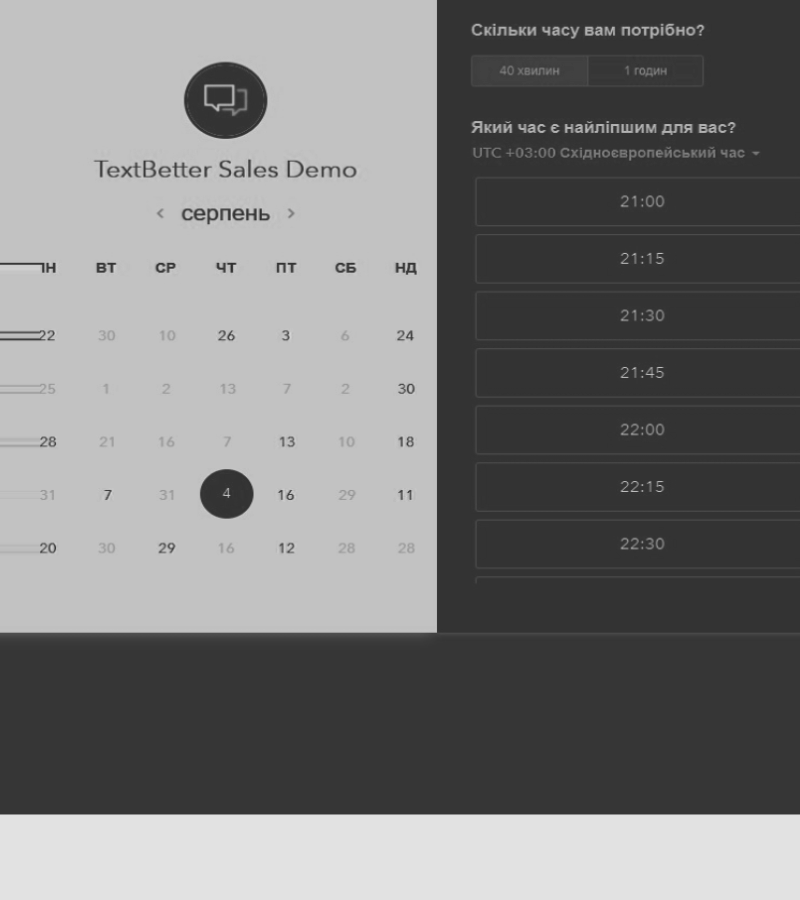 TextBetter Sales Demo
‹ серпень ›
ІН ВТ СР ЧТ ПТ СБ НД
22 30 10 26 3 6 24
25 1 2 13 7 2 30
28 21 16 7 13 10 18
31 7 31 4 16 29 11
20 30 29 16 12 28 28
Скільки часу вам потрібно?
40 хвилин 1 годин
Який час є найліпшим для вас?
UTC +03:00 Східноєвропейський час
21:00
21:15
21:30
21:45
22:00
22:15
22:30